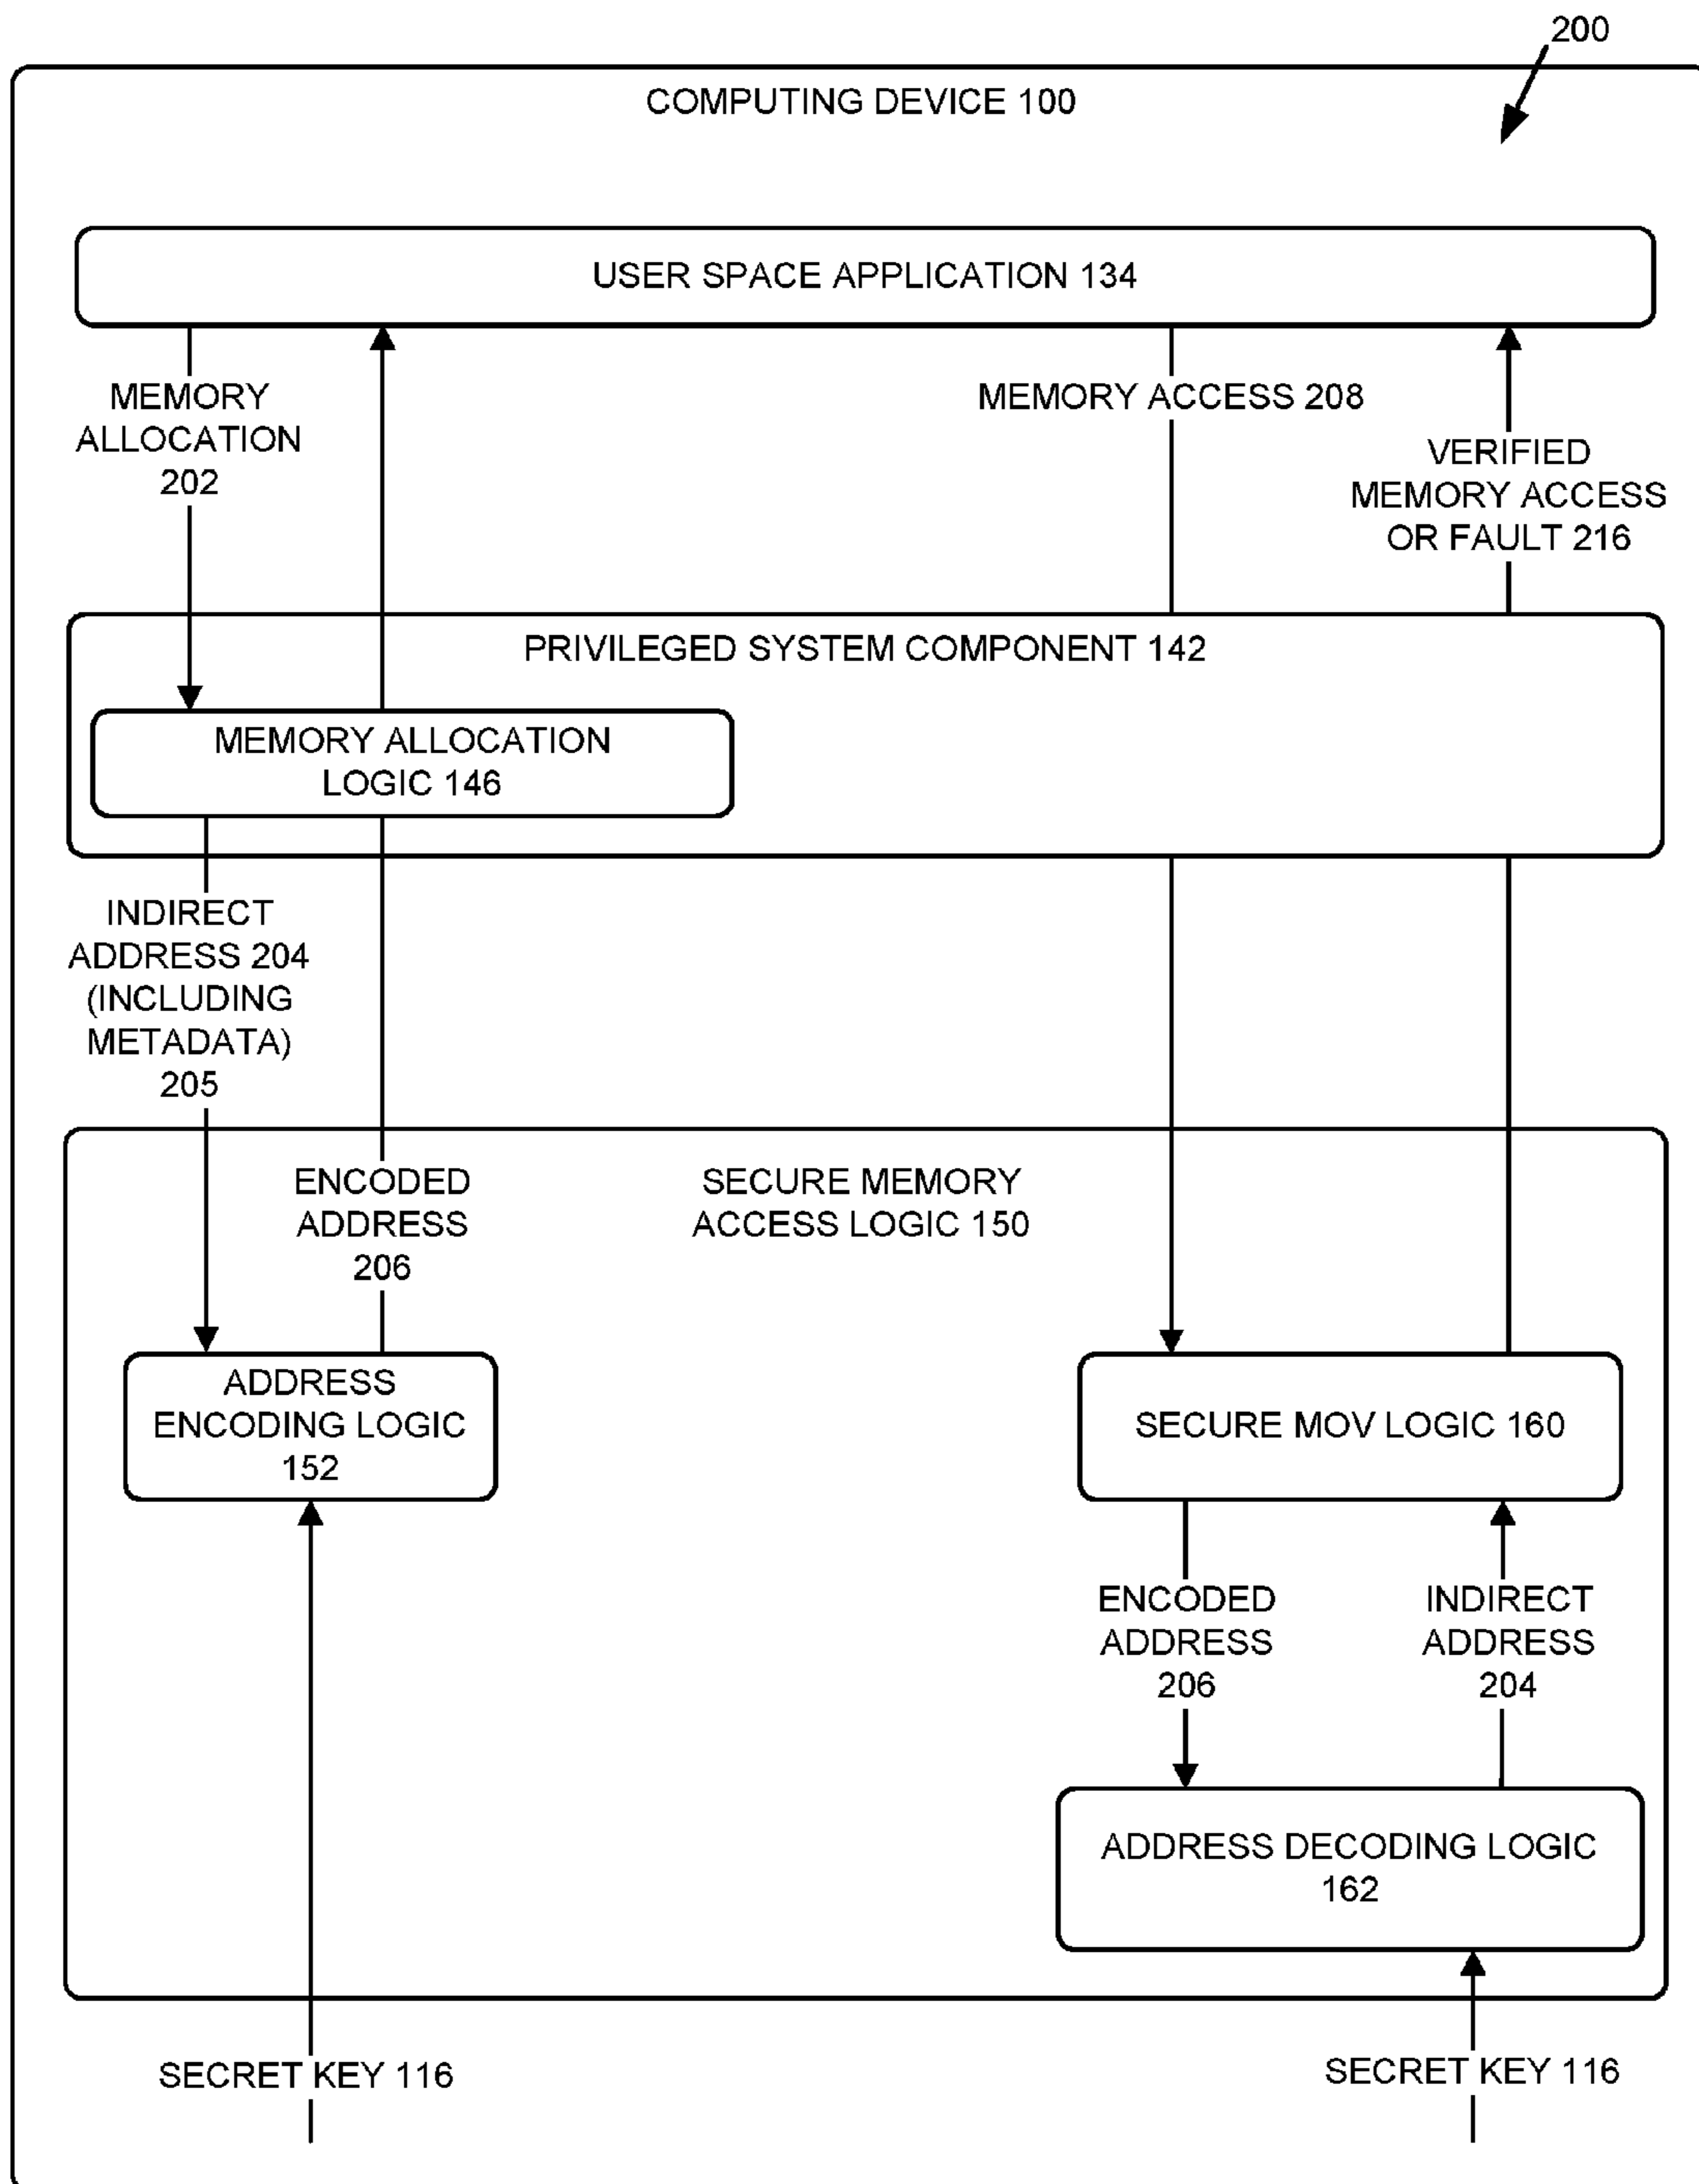 200
COMPUTING DEVICE 100
USER SPACE APPLICATION 134
MEMORY
ALLOCATION
202
MEMORY ACCESS 208
VERIFIED
MEMORY ACCESS
OR FAULT 216
PRIVILEGED SYSTEM COMPONENT 142
MEMORY ALLOCATION
LOGIC 146
INDIRECT
ADDRESS 204
(INCLUDING
METADATA)
205
ENCODED
ADDRESS
206
SECURE MEMORY
ACCESS LOGIC 150
ADDRESS
ENCODING LOGIC
152
SECURE MOV LOGIC 160
ENCODED
ADDRESS
206
INDIRECT
ADDRESS
204
ADDRESS DECODING LOGIC
162
SECRET KEY 116
SECRET KEY 116